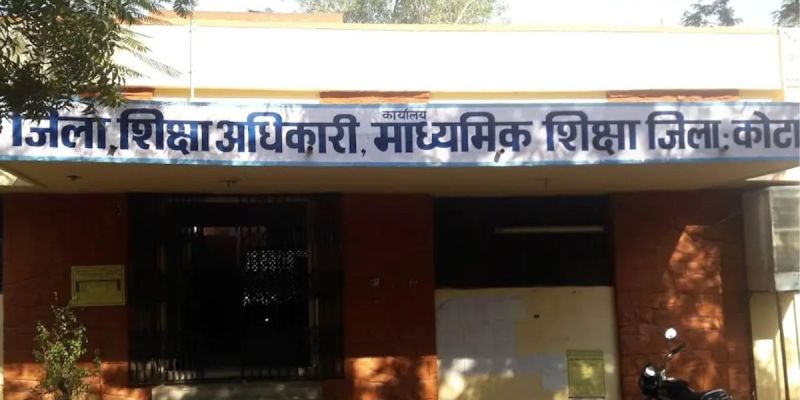 कार्यालय
जिला शिक्षा अधिकारी, माध्यमिक शिक्षा जिला:कोटा